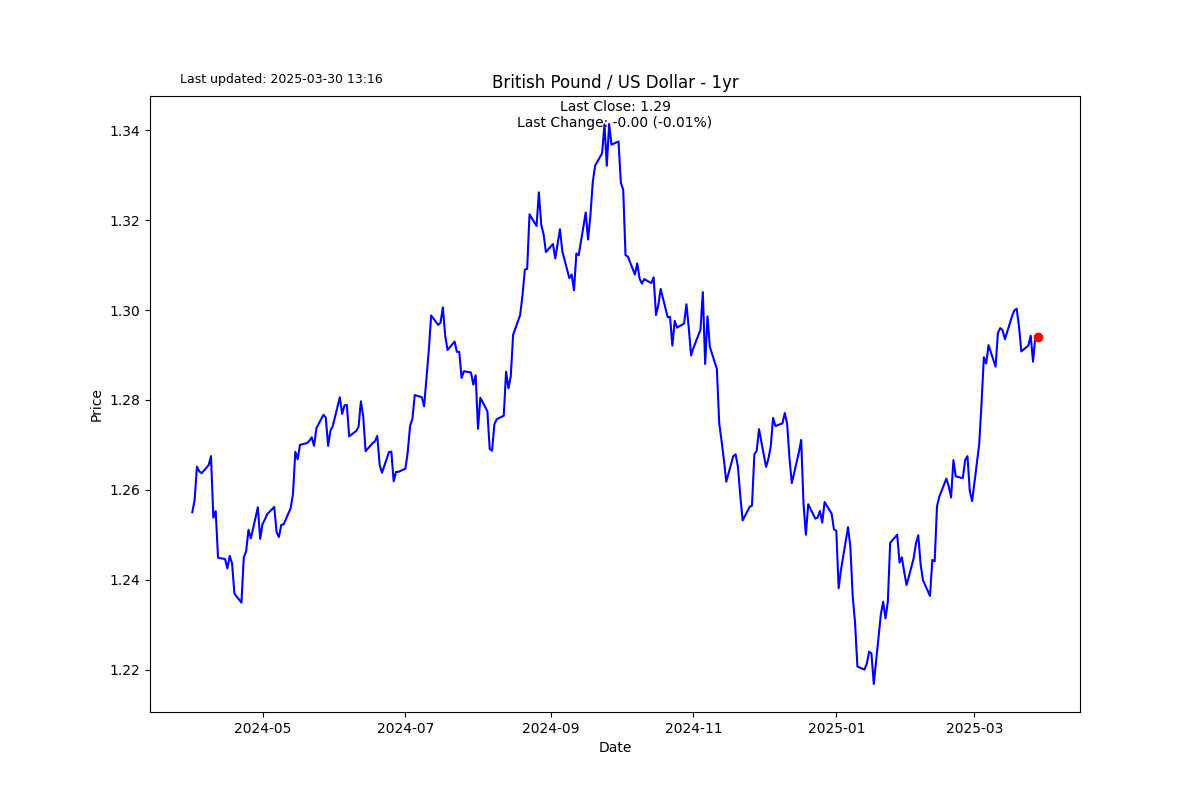 Last updated: 2025-03-30 13:16
British Pound / US Dollar - 1yr
Last Close: 1.29
Last Change: -0.00 (-0.01%)
1.34
1.32
1.30
1.28
1.26
1.24
1.22
Price
2024-05
2024-07
2024-09
2024-11
2025-01
2025-03
Date